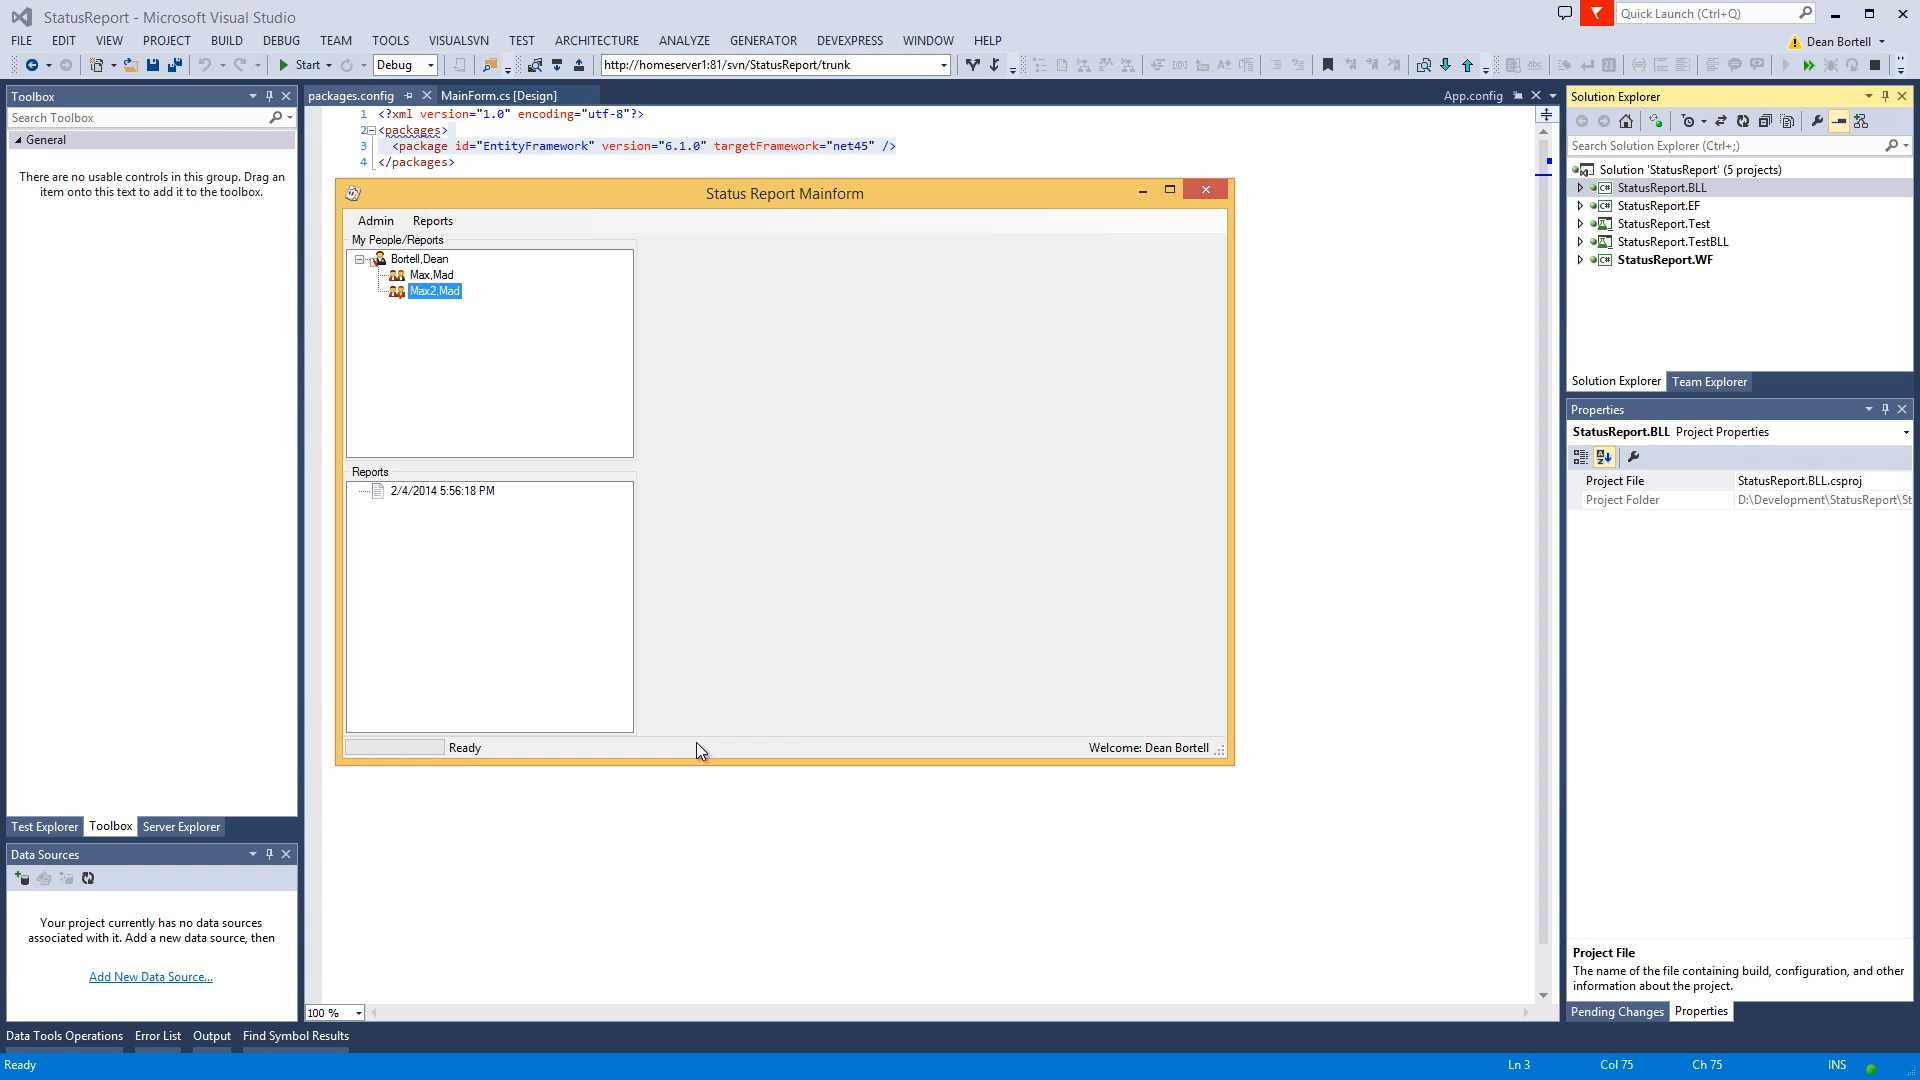 StatusReport - Microsoft Visual Studio
Quick Launch (Ctrl+Q)
FILE EDIT VIEW PROJECT BUILD DEBUG TEAM TOOLS VISUALSVN TEST ARCHITECTURE ANALYZE GENERATOR DEVEXPRESS WINDOW HELP
Dean Bortell
Start
Debug
http://homeserver1:81/svn/StatusReport/trunk
Toolbox
Search Toolbox
General
There are no usable controls in this group. Drag an
item onto this text to add it to the toolbox.
Test Explorer Toolbox Server Explorer
Data Sources
Your project currently has no data sources
associated with it. Add a new data source, then
Add New Data Source...
packages.config
MainForm.cs [Design]
App.config
1 <?xml version="1.0" encoding="utf-8"?>
2 <packages>
3 <package id="EntityFramework" version="6.1.0" targetFramework="net45" />
4 </packages>
Status Report Mainform
Admin Reports
My People/Reports
Bortell,Dean
Max,Mad
Max2,Mad
Reports
2/4/2014 5:56:18 PM
Ready
Welcome: Dean Bortell
100 %
Solution Explorer
Search Solution Explorer (Ctrl+;)
Solution 'StatusReport' (5 projects)
C# StatusReport.BLL
C# StatusReport.EF
StatusReport.Test
StatusReport.TestBLL
C# StatusReport.WF
Solution Explorer Team Explorer
Properties
StatusReport.BLL Project Properties
Project File StatusReport.BLL.csproj
Project Folder D:\Development\StatusReport\St
Project File
The name of the file containing build, configuration, and other
information about the project.
Pending Changes Properties
Data Tools Operations Error List Output Find Symbol Results
Ready
Ln 3 Col 75 Ch 75 INS